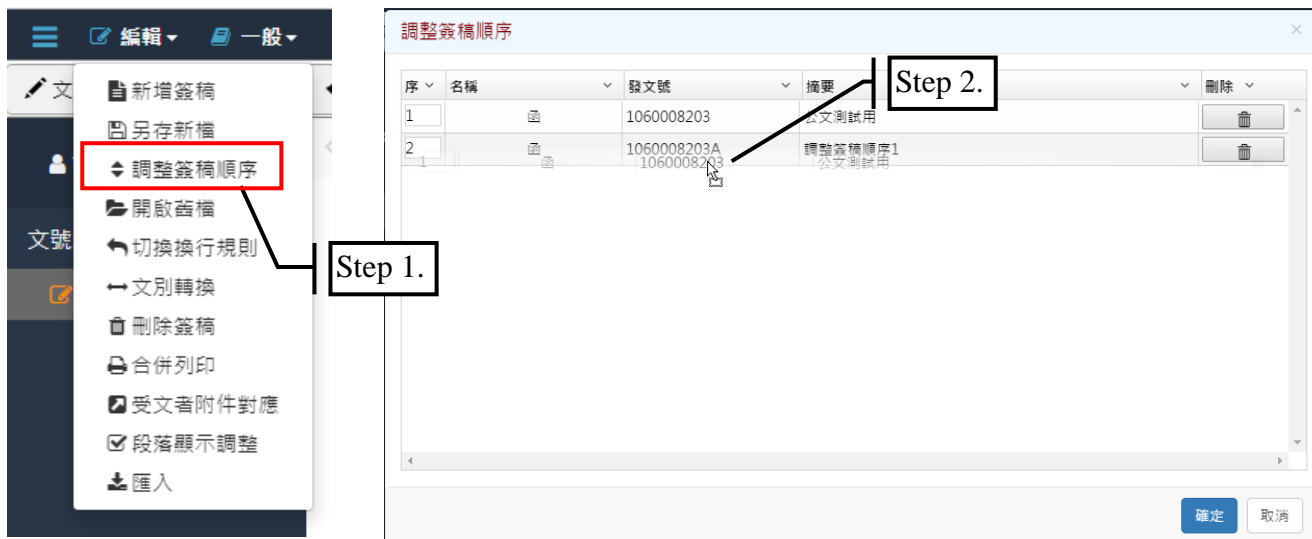 編輯 一般
文
新增簽稿
另存新檔
調整簽稿順序
開啟舊檔
文號
切換換行規則
文別轉換
刪除簽稿
合併列印
受文者附件對應
段落顯示調整
匯入
Step 1.
調整簽稿順序 ×
序 名稱 發文號 摘要 刪除
Step 2.
1 函 1060008203 公文測試用
2 函 1060008203A 調整簽稿順序1
1 函 1060008203 公文測試用
確定 取消